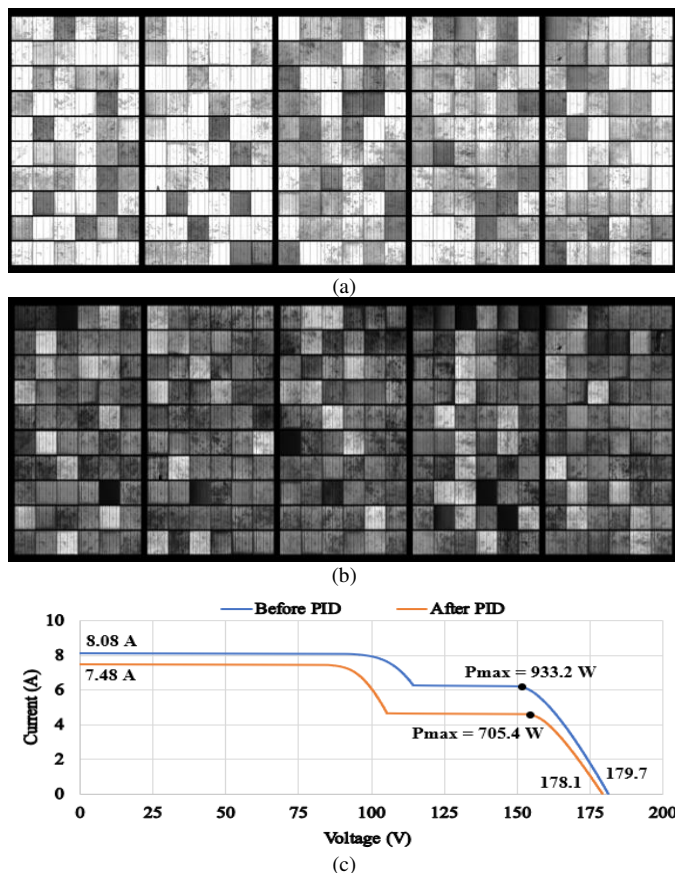 (a)
(b)
Before PID After PID
10
8.08 A
8
7.48 A
Pmax = 933.2 W
6
4
Pmax = 705.4 W
2
178.1 179.7
0
Current (A)
0 25 50 75 100 125 150 175 200
Voltage (V)
(c)